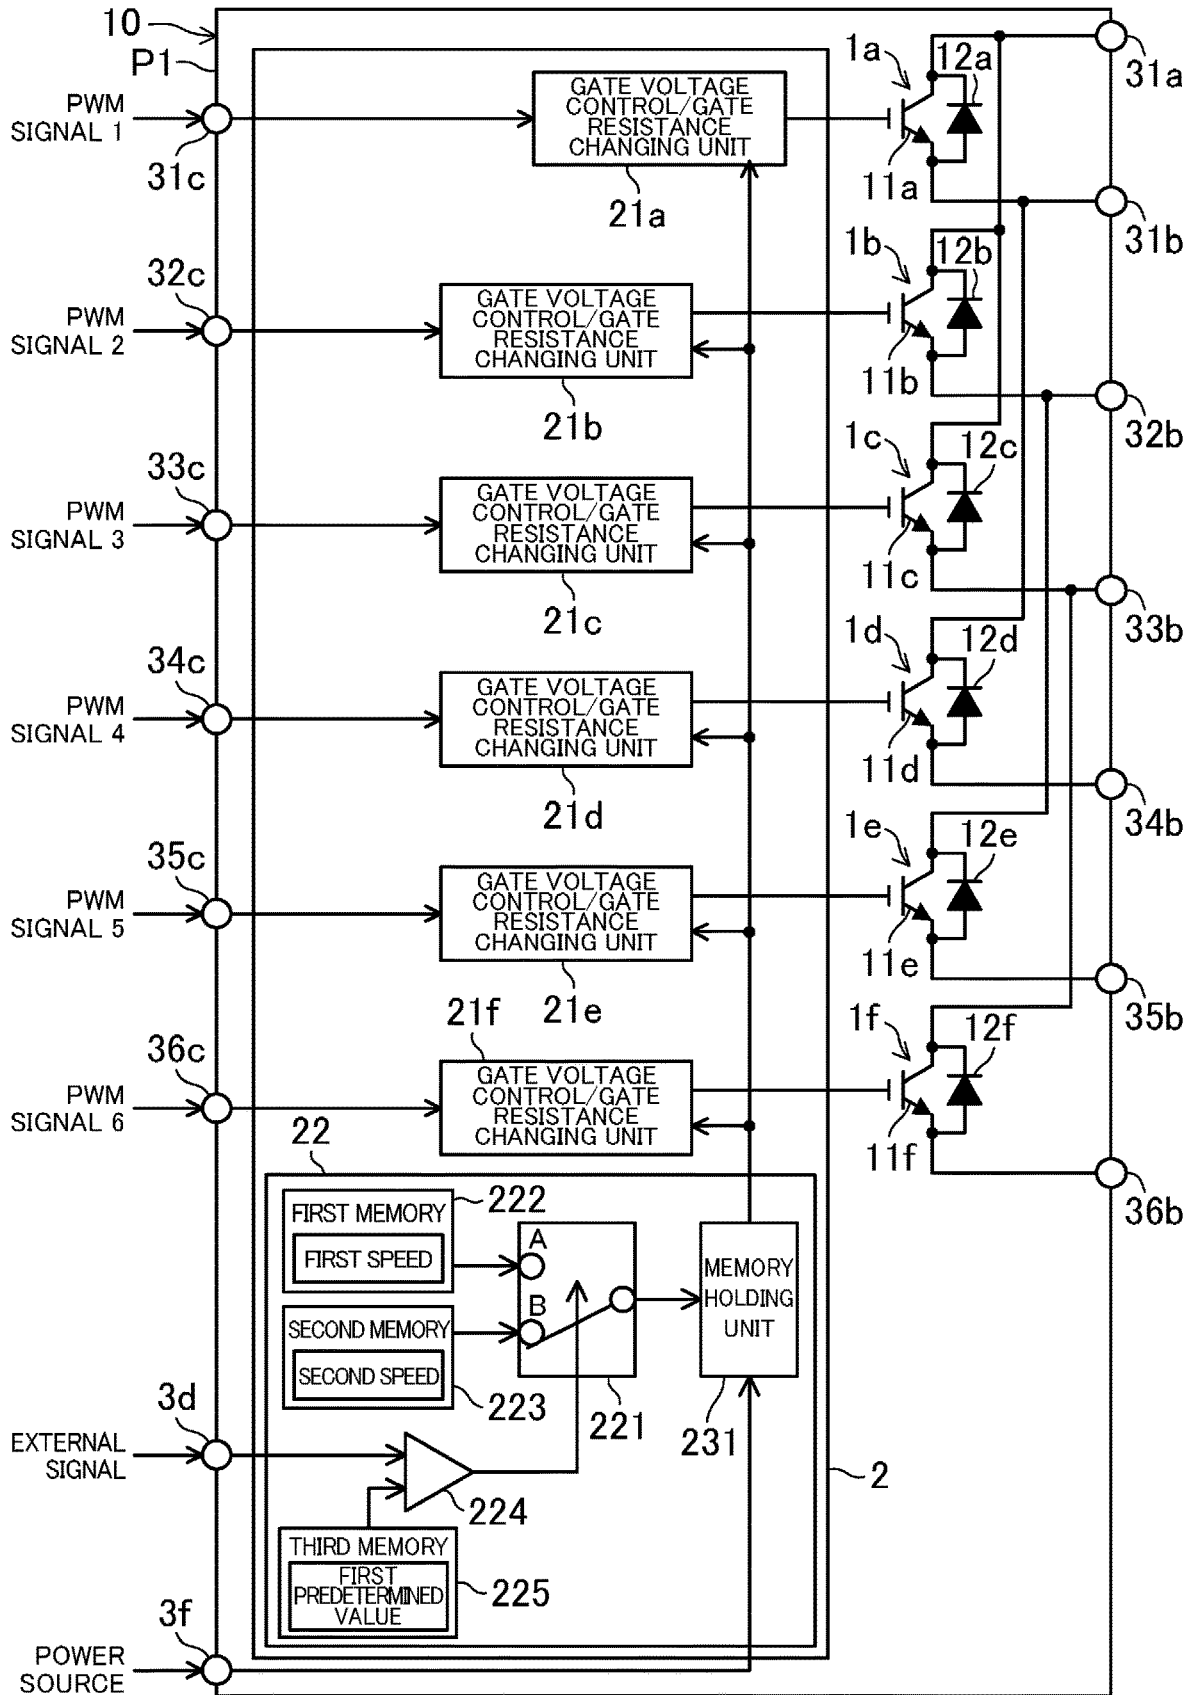 10
P1
PWM
SIGNAL 1
31c
GATE VOLTAGE
CONTROL/GATE
RESISTANCE
CHANGING UNIT
21a
1a
12a
11a
31a
31b
32c
PWM
SIGNAL 2
GATE VOLTAGE
CONTROL/GATE
RESISTANCE
CHANGING UNIT
21b
1b
12b
11b
32b
33c
PWM
SIGNAL 3
GATE VOLTAGE
CONTROL/GATE
RESISTANCE
CHANGING UNIT
21c
1c
12c
11c
33b
34c
PWM
SIGNAL 4
GATE VOLTAGE
CONTROL/GATE
RESISTANCE
CHANGING UNIT
21d
1d
12d
11d
34b
35c
PWM
SIGNAL 5
GATE VOLTAGE
CONTROL/GATE
RESISTANCE
CHANGING UNIT
21e
1e
12e
11e
35b
36c
PWM
SIGNAL 6
21f
GATE VOLTAGE
CONTROL/GATE
RESISTANCE
CHANGING UNIT
1f
12f
11f
36b
22
FIRST MEMORY
FIRST SPEED
222
SECOND MEMORY
SECOND SPEED
223
A
B
221
MEMORY
HOLDING
UNIT
231
3d
EXTERNAL
SIGNAL
224
2
THIRD MEMORY
FIRST
PREDETERMINED
VALUE
225
3f
POWER
SOURCE